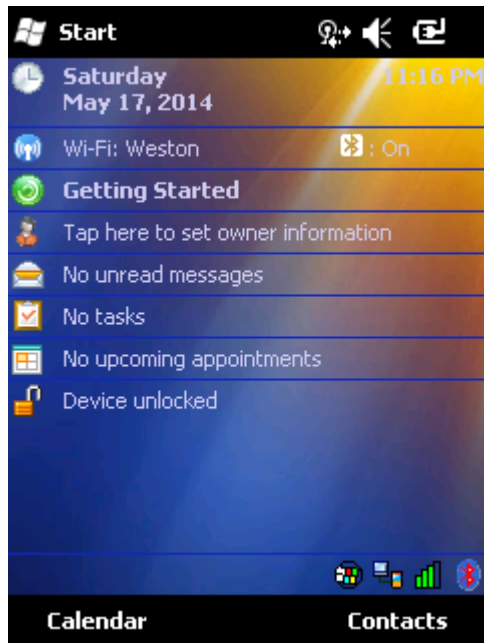 Start
Saturday 11:16 PM
May 17, 2014
Wi-Fi: Weston : On
Getting Started
Tap here to set owner information
No unread messages
No tasks
No upcoming appointments
Device unlocked
Calendar Contacts